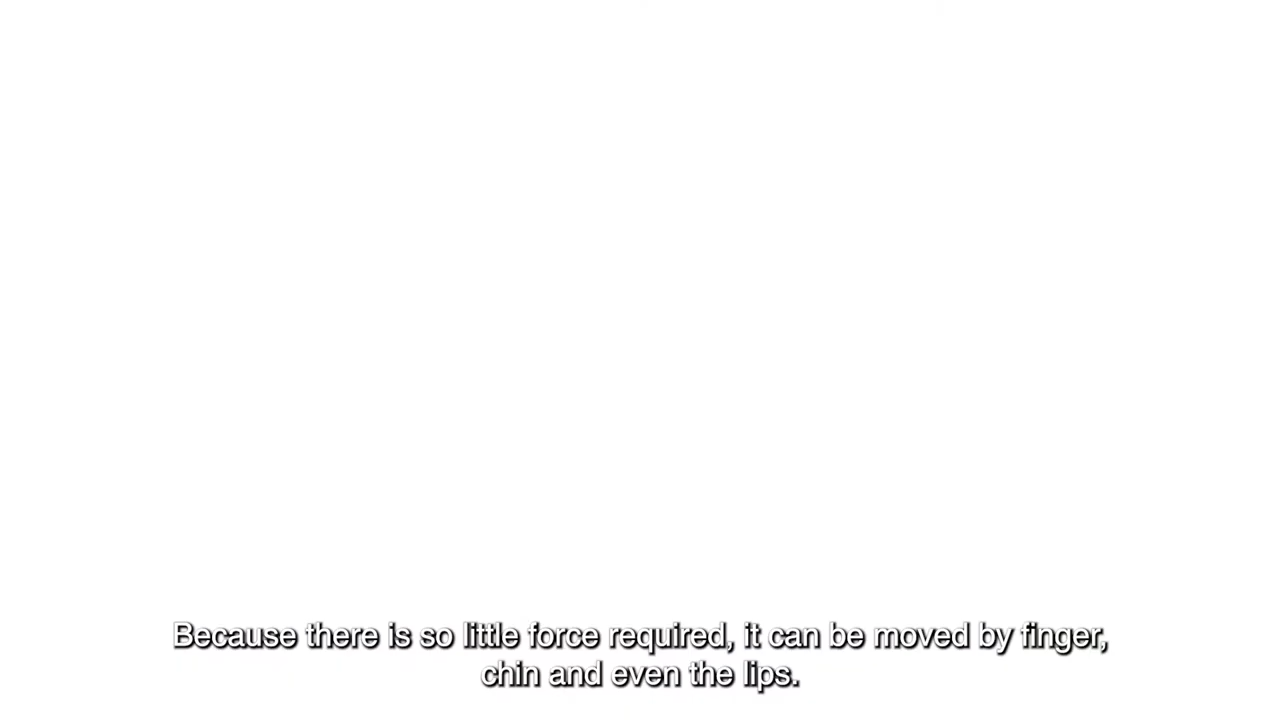 Because there is so little force required, it can be moved by finger,
chin and even the lips.